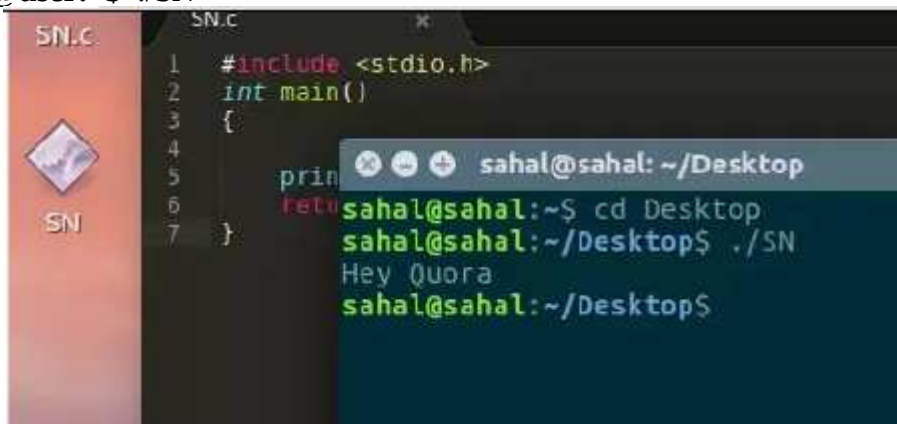 SN.c
SN
SN.c ×
1 #include <stdio.h>
2 int main()
3 {
4
5 prin
6 retu
7 }
sahal@sahal: ~/Desktop
sahal@sahal:~$ cd Desktop
sahal@sahal:~/Desktop$ ./SN
Hey Quora
sahal@sahal:~/Desktop$